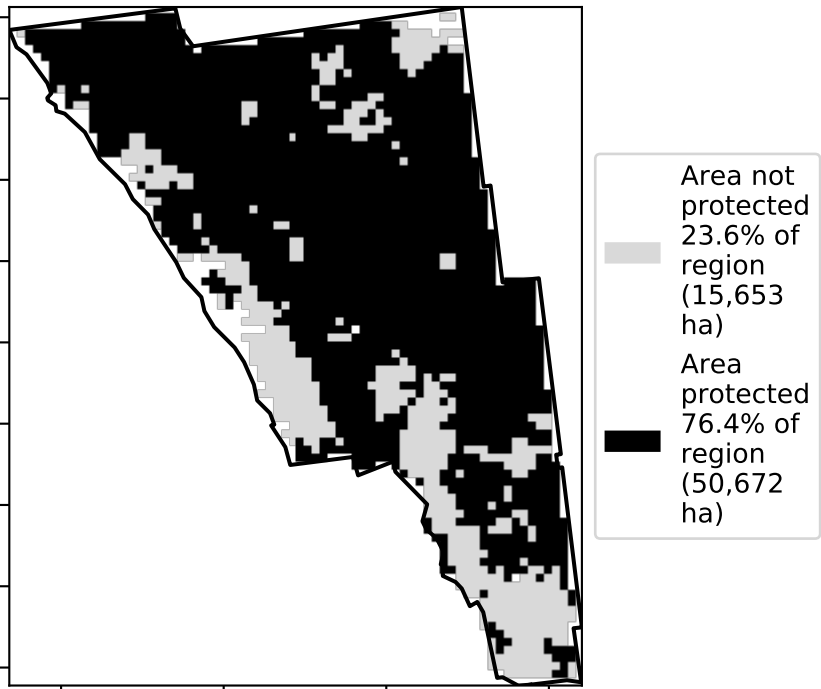 Area not
protected
23.6% of
region
(15,653
ha)
Area
protected
76.4% of
region
(50,672
ha)